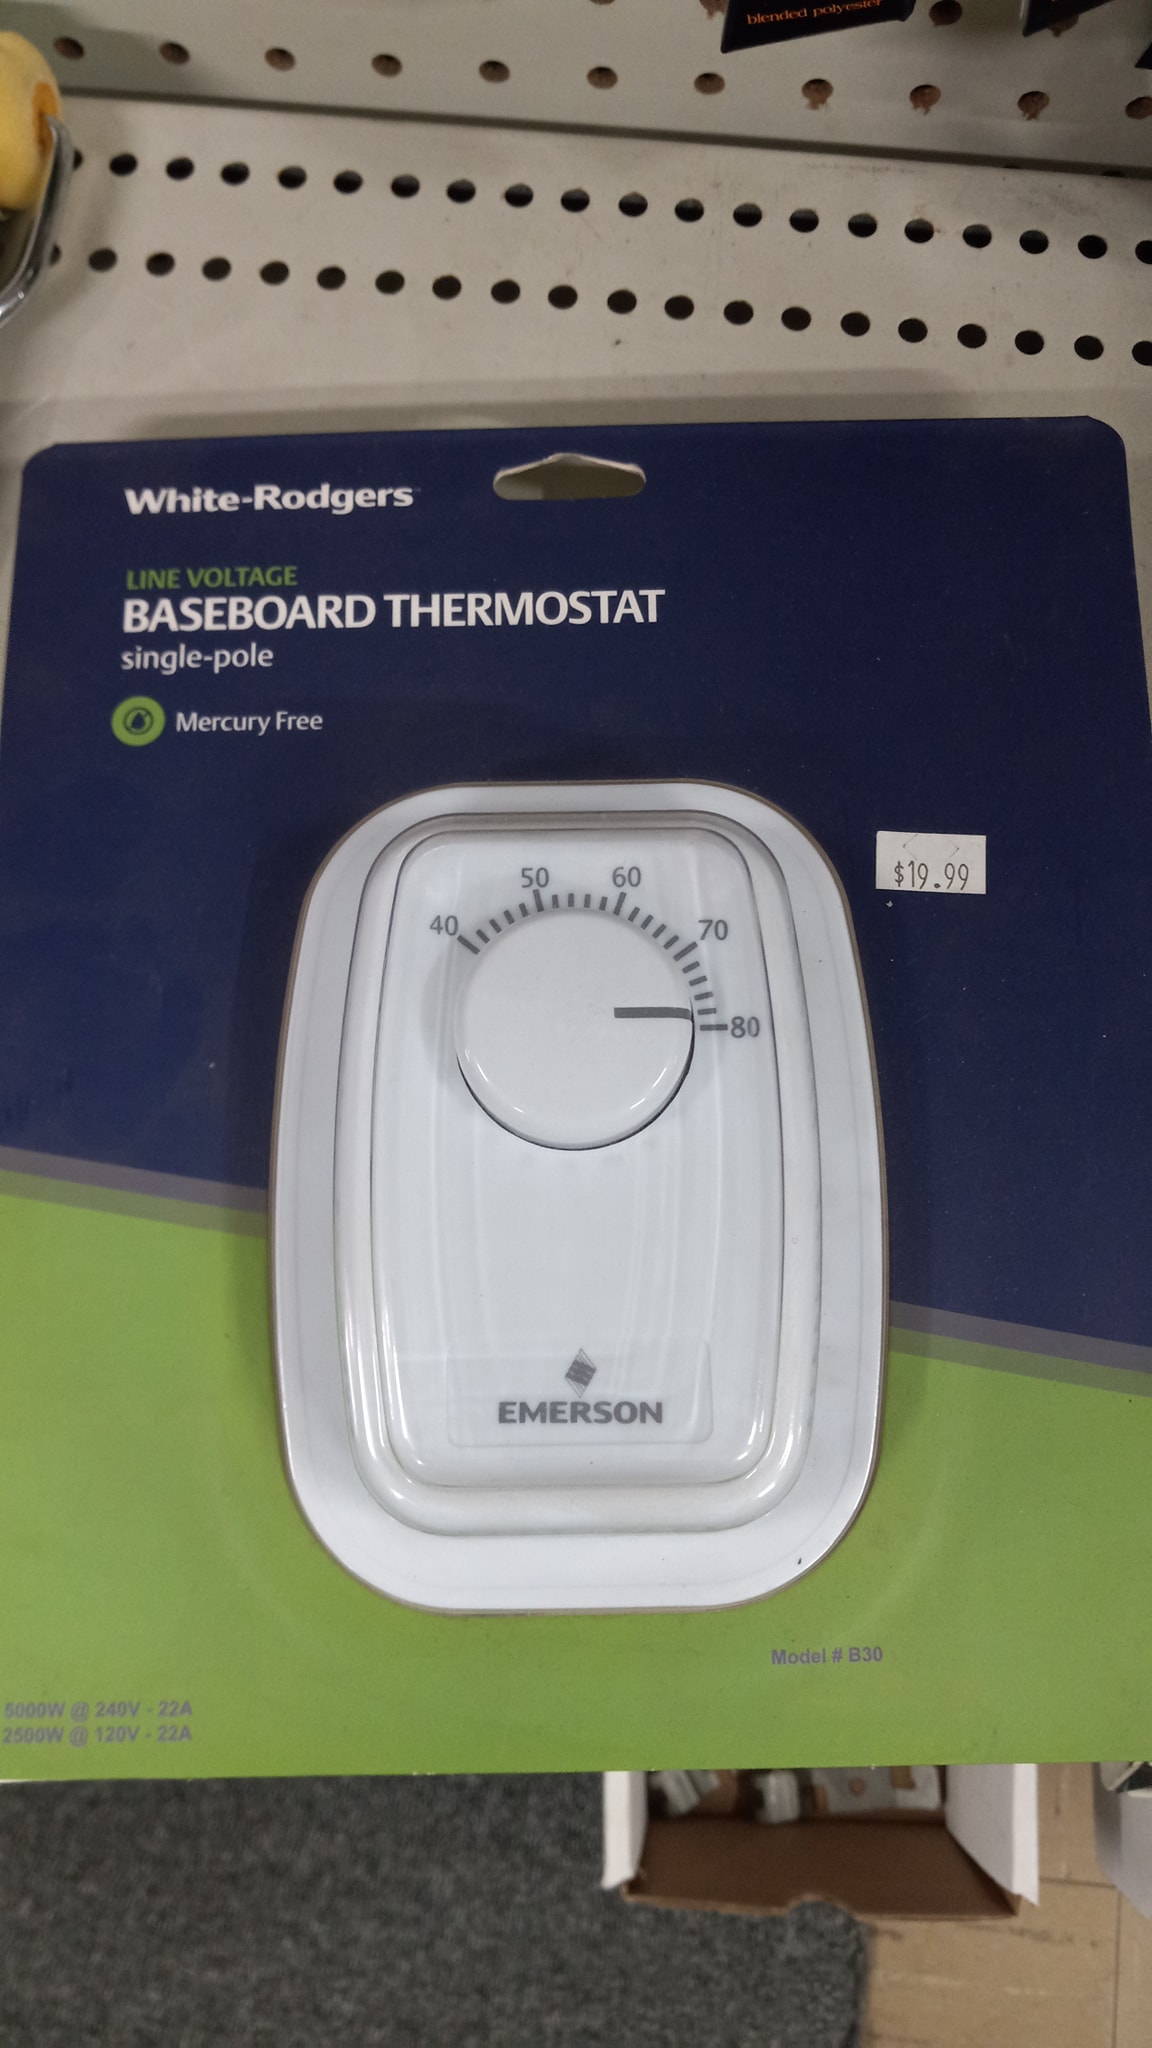 blended polyester
White-Rodgers
LINE VOLTAGE
BASEBOARD THERMOSTAT
single-pole
Mercury Free
$19.99
40
50
60
70
80
EMERSON
Model # B30
5000W @ 240V - 22A
2500W @ 120V - 22A